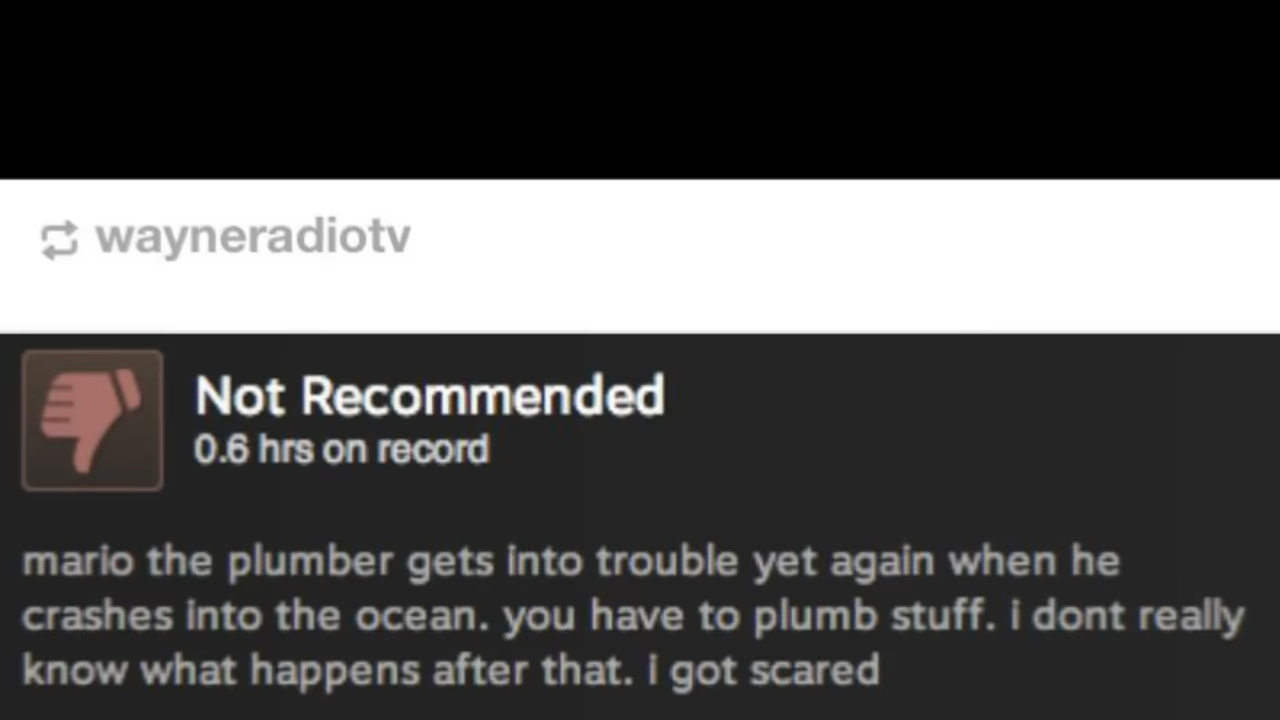 wayneradiotv
Not Recommended
0.6 hrs on record
mario the plumber gets into trouble yet again when he
crashes into the ocean. you have to plumb stuff. i dont really
know what happens after that. i got scared